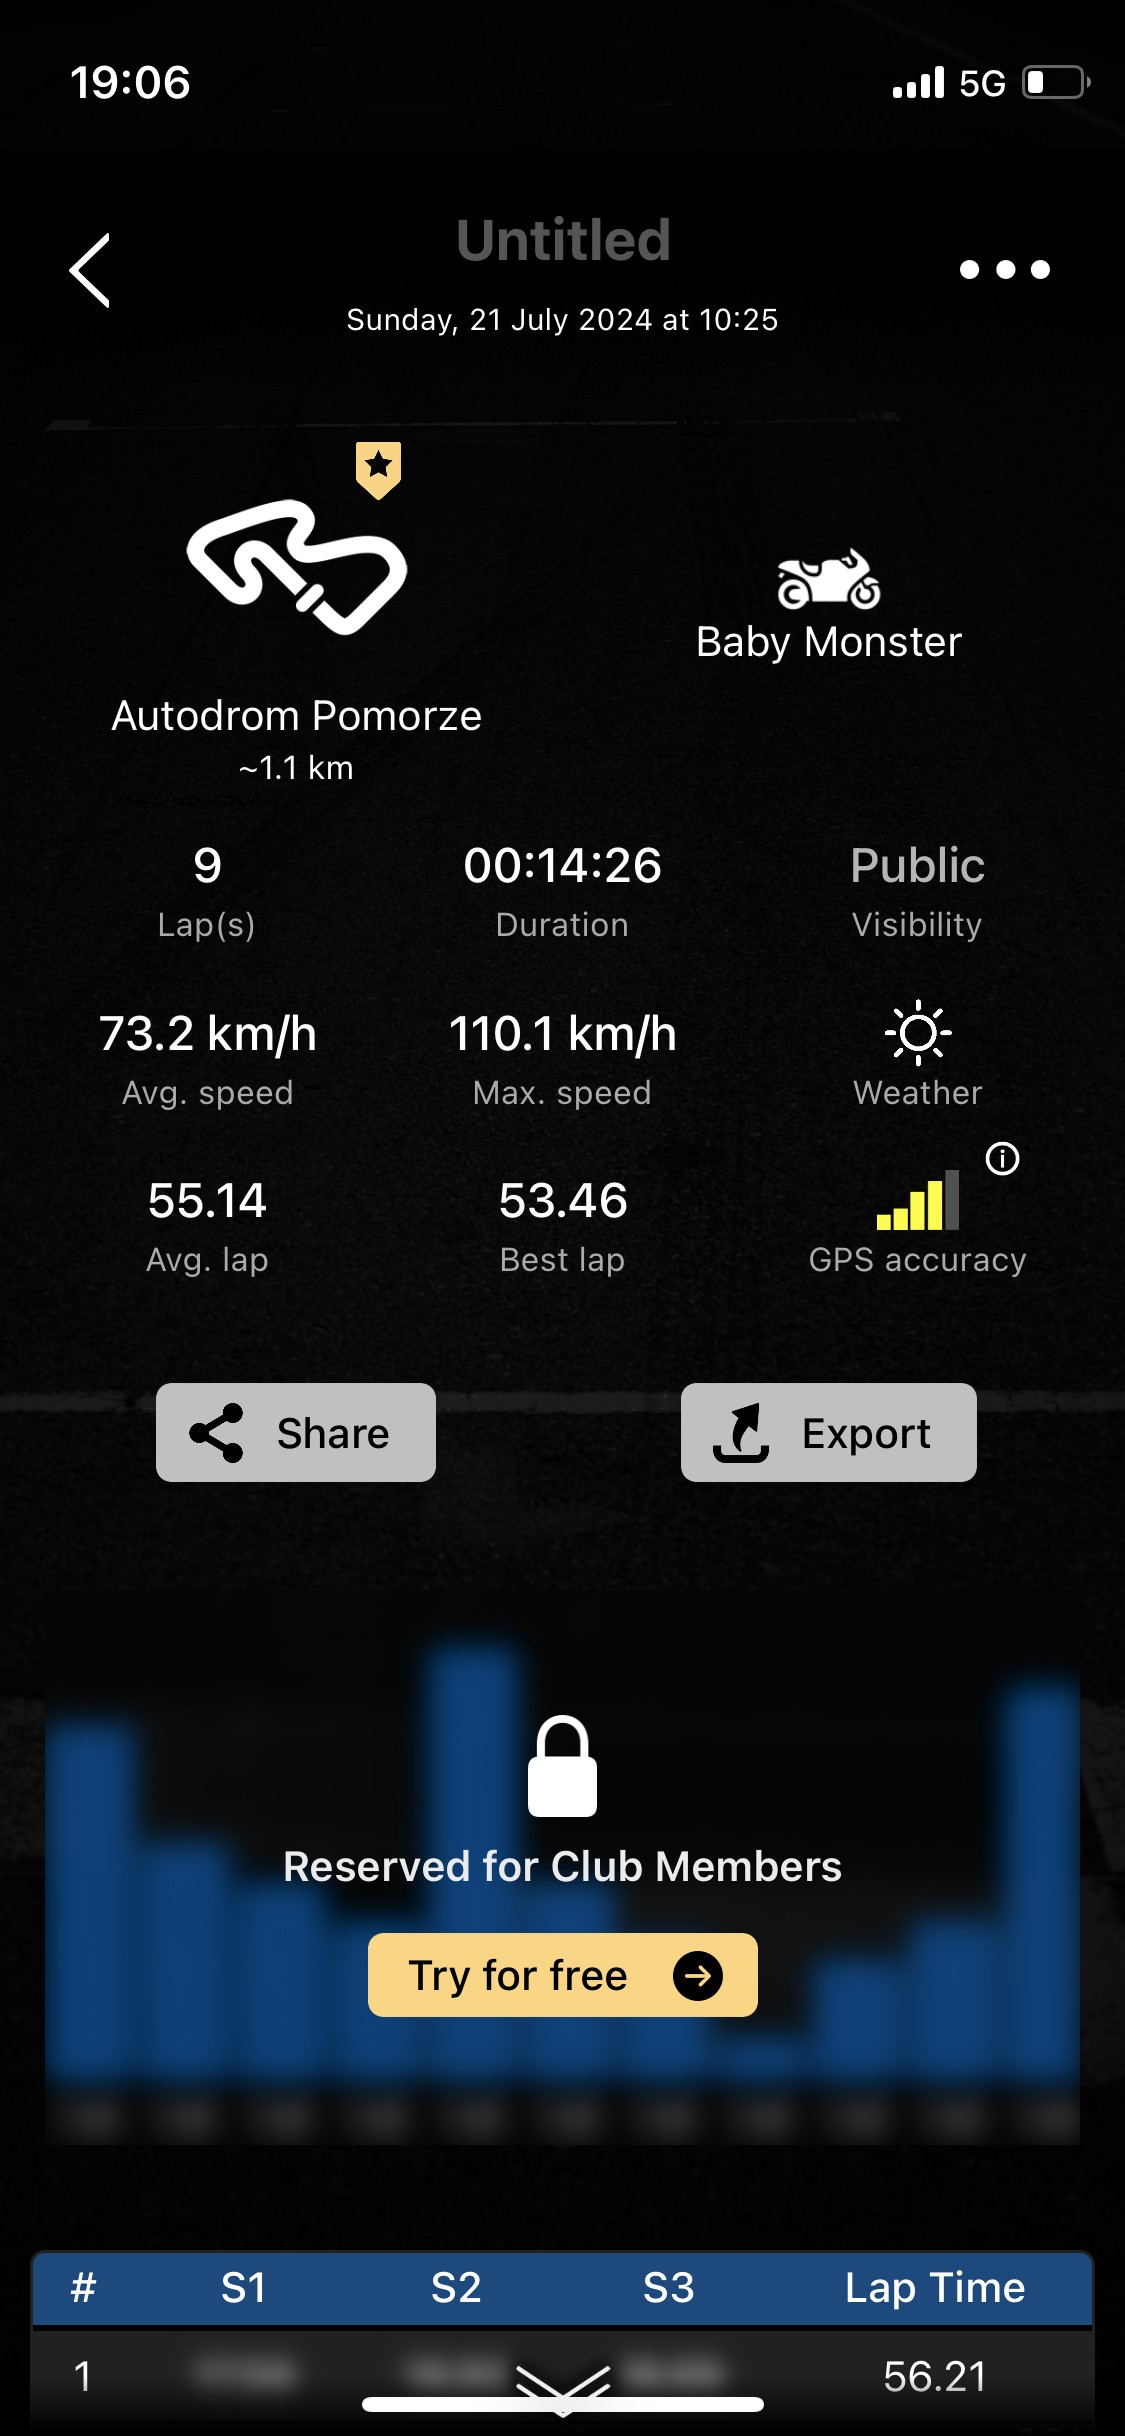 19:06
5G
Untitled
Sunday, 21 July 2024 at 10:25
Baby Monster
Autodrom Pomorze
~1.1 km
9 00:14:26 Public
Lap(s) Duration Visibility
73.2 km/h 110.1 km/h
Avg. speed Max. speed Weather
55.14 53.46
Avg. lap Best lap GPS accuracy
Share Export
Reserved for Club Members
Try for free
# S1 S2 S3 Lap Time
1 56.21